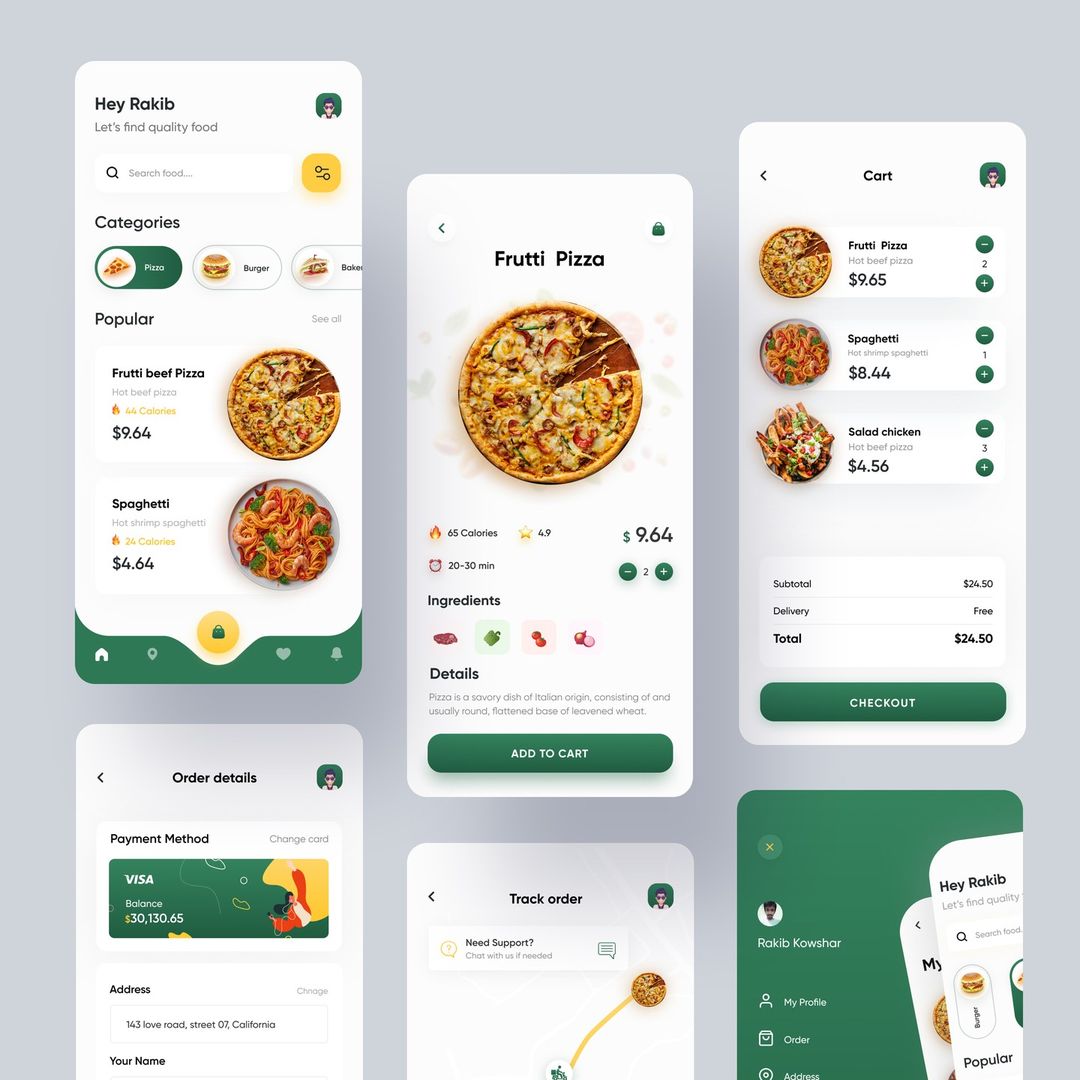 Hey Rakib
Let's find quality food
Search food....
Categories
Pizza
Burger
Baker
Popular
See all
Frutti beef Pizza
Hot beef pizza
44 Calories
$9.64
Spaghetti
Hot shrimp spaghetti
24 Calories
$4.64
Frutti Pizza
65 Calories
4.9
$ 9.64
20-30 min
2
Ingredients
Details
Pizza is a savory dish of Italian origin, consisting of and
usually round, flattened base of leavened wheat.
ADD TO CART
Cart
Frutti Pizza
Hot beef pizza
$9.65
2
Spaghetti
Hot shrimp spaghetti
$8.44
1
Salad chicken
Hot beef pizza
$4.56
3
Subtotal
$24.50
Delivery
Free
Total
$24.50
CHECKOUT
Order details
Payment Method
Change card
VISA
Balance
$30,130.65
Address
Chnage
143 love road, street 07, California
Your Name
Track order
Need Support?
Chat with us if needed
Rakib Kowshar
My Profile
Order
Address
Hey Rakib
Let's find quality
Search food.
My
Burger
Popular